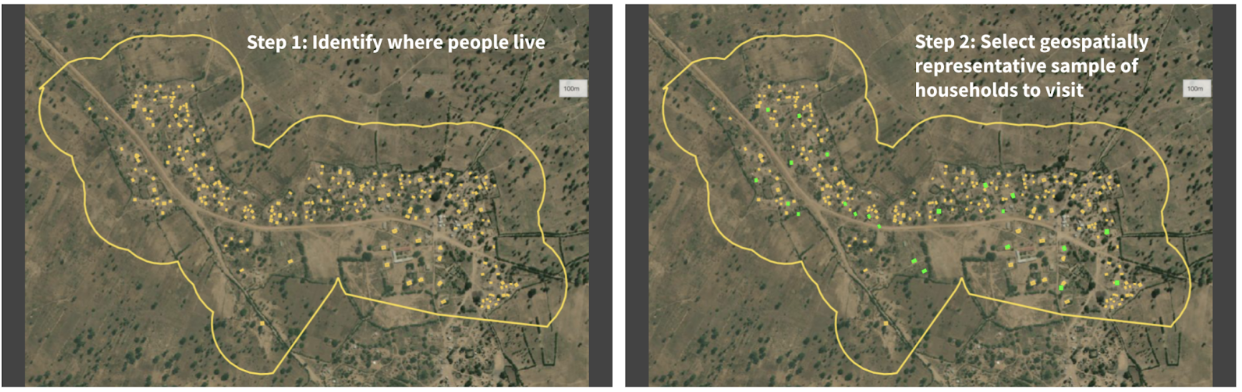 Step 1: Identify where people live
100m
Step 2: Select geospatially
representative sample of
households to visit
100m